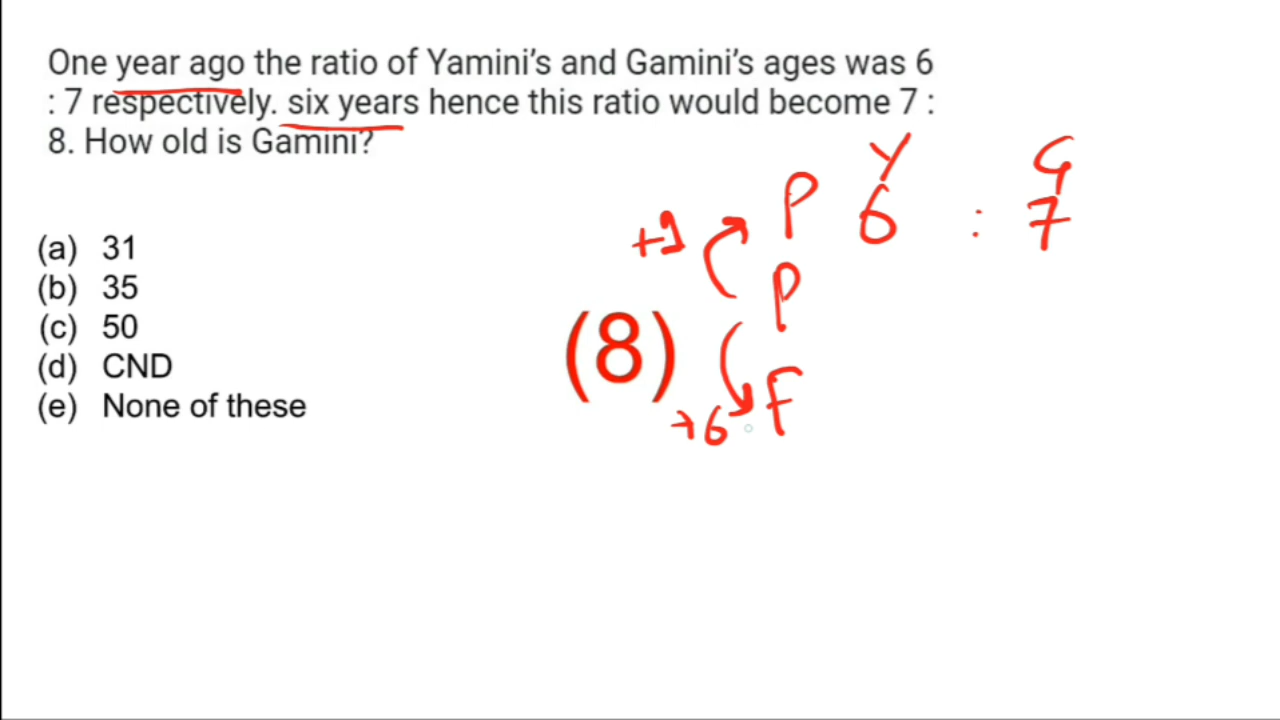 One year ago the ratio of Yamini’s and Gamini’s ages was 6
: 7 respectively. six years hence this ratio would become 7 :
8. How old is Gamini?
Y G
P 6 : 7
+1
P
(a) 31
(b) 35
(c) 50
(d) CND
(e) None of these
(8)
F
+6